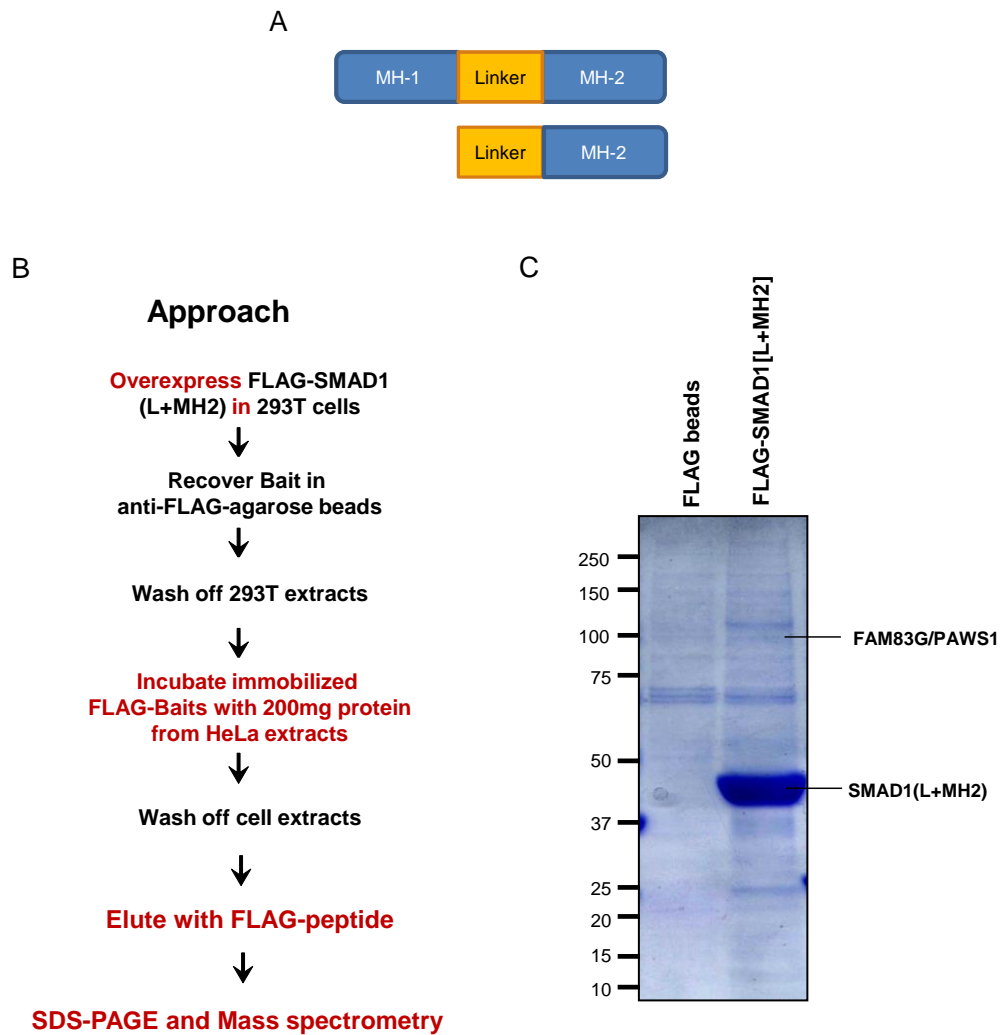 A
MH-1 Linker MH-2
Linker MH-2
B
Approach
Overexpress FLAG-SMAD1
(L+MH2) in 293T cells
Recover Bait in
anti-FLAG-agarose beads
Wash off 293T extracts
Incubate immobilized
FLAG-Baits with 200mg protein
from HeLa extracts
Wash off cell extracts
Elute with FLAG-peptide
SDS-PAGE and Mass spectrometry
C
FLAG beads
FLAG-SMAD1[L+MH2]
250
150
100
75
50
37
25
20
15
10
FAM83G/PAWS1
SMAD1(L+MH2)